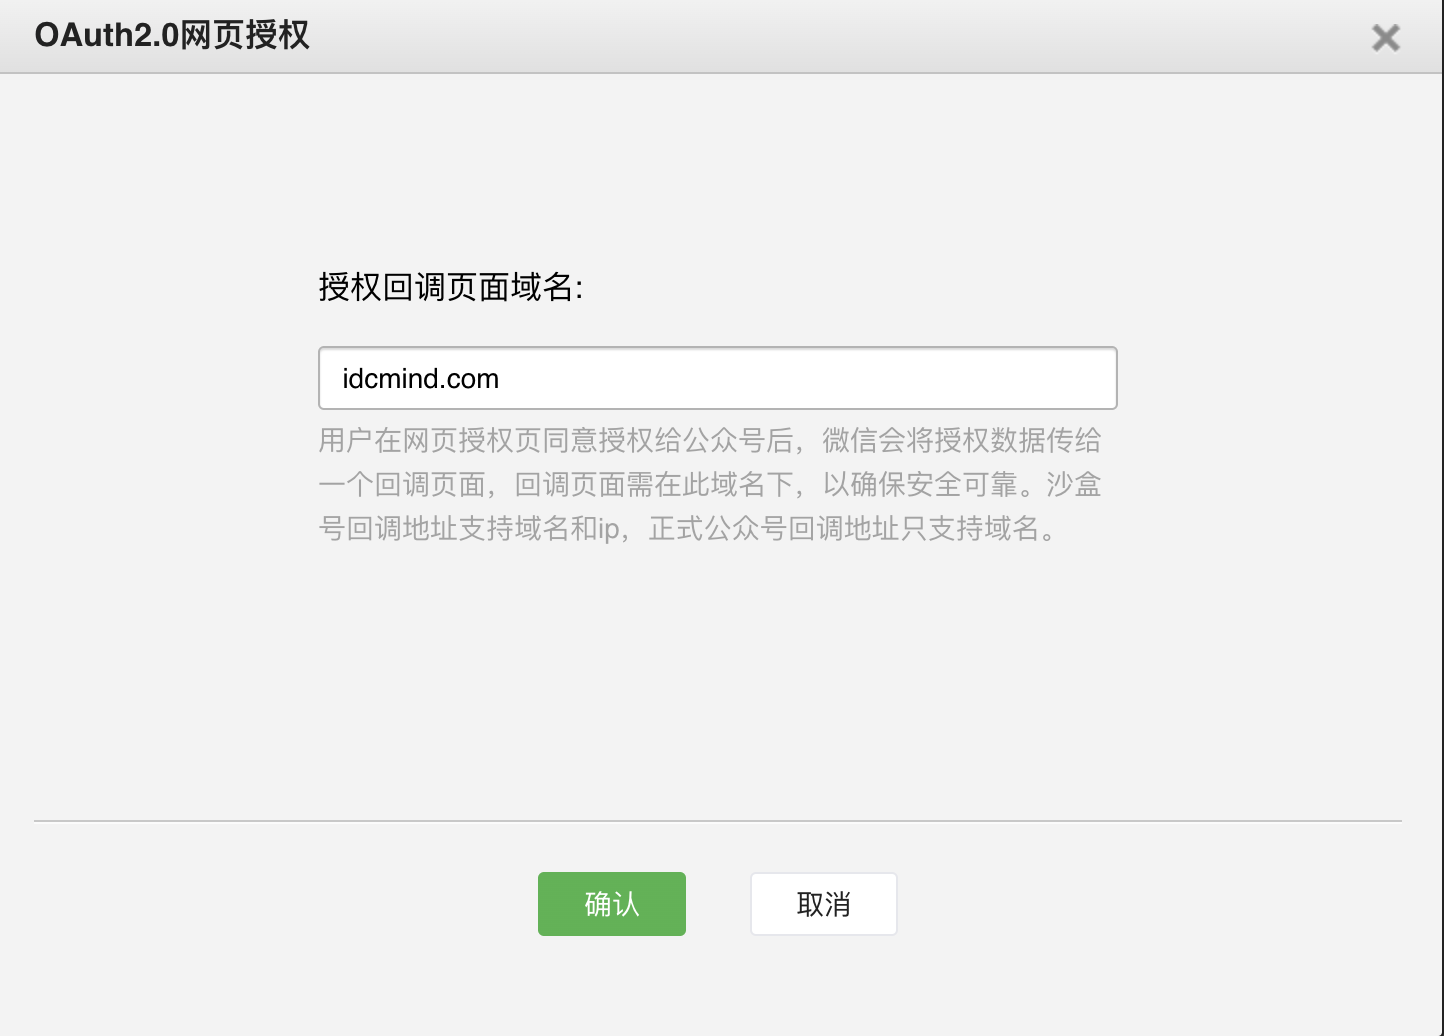 OAuth2.0网页授权
授权回调页面域名:
idcmind.com
用户在网页授权页同意授权给公众号后，微信会将授权数据传给
一个回调页面，回调页面需在此域名下，以确保安全可靠。沙盒
号回调地址支持域名和ip，正式公众号回调地址只支持域名。
确认
取消